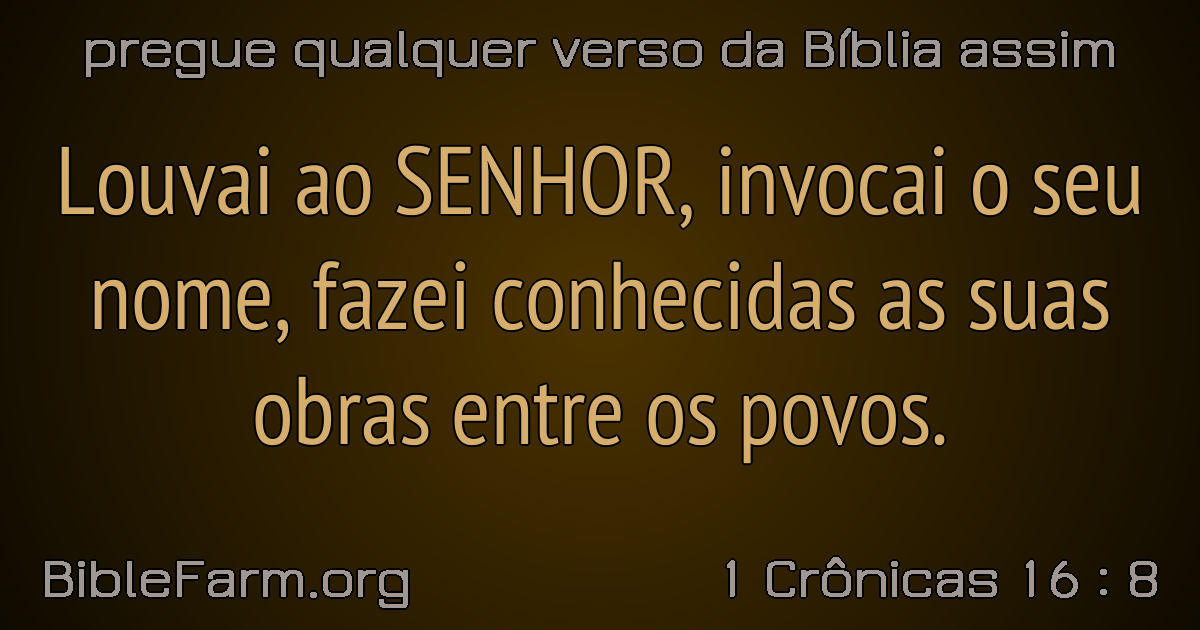 pregue qualquer verso da Bíblia assim
Louvai ao SENHOR, invocai o seu
nome, fazei conhecidas as suas
obras entre os povos.
BibleFarm.org
1 Crônicas 16 : 8